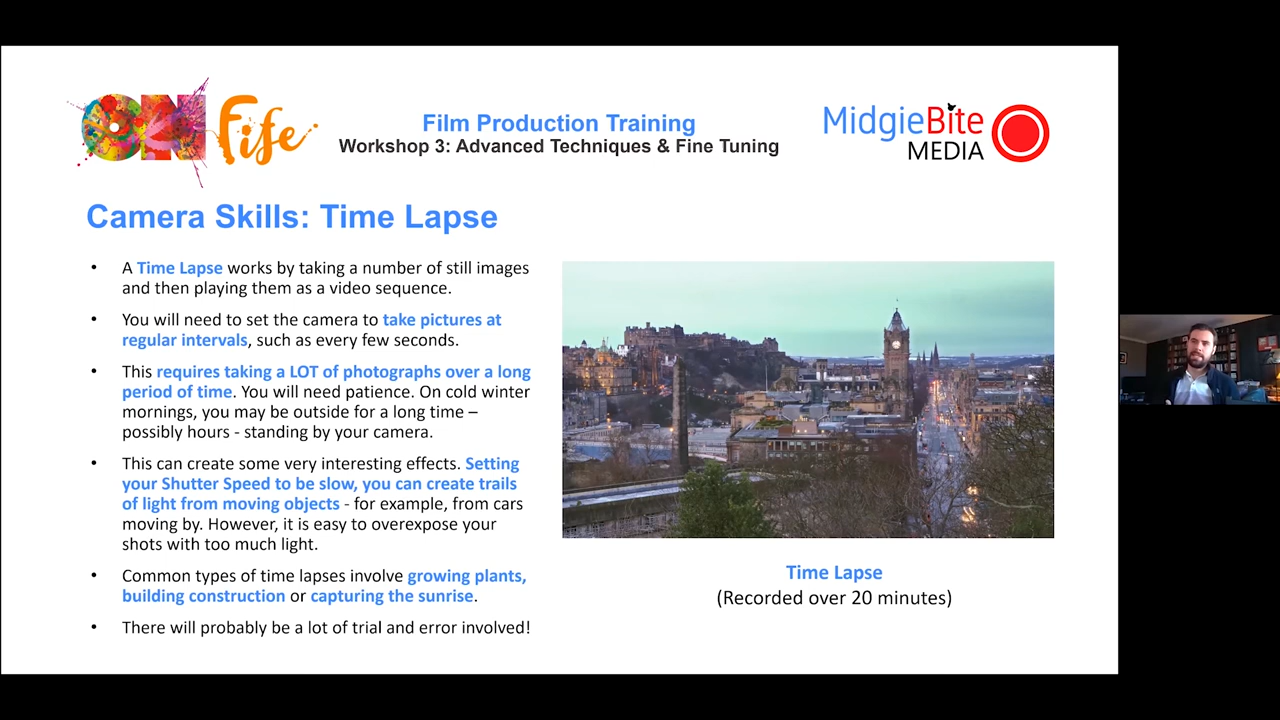 ON Fife
Film Production Training
Workshop 3: Advanced Techniques & Fine Tuning
MidgieBite
MEDIA
Camera Skills: Time Lapse
• A Time Lapse works by taking a number of still images
and then playing them as a video sequence.
• You will need to set the camera to take pictures at
regular intervals, such as every few seconds.
• This requires taking a LOT of photographs over a long
period of time. You will need patience. On cold winter
mornings, you may be outside for a long time –
possibly hours - standing by your camera.
• This can create some very interesting effects. Setting
your Shutter Speed to be slow, you can create trails
of light from moving objects - for example, from cars
moving by. However, it is easy to overexpose your
shots with too much light.
• Common types of time lapses involve growing plants,
building construction or capturing the sunrise.
• There will probably be a lot of trial and error involved!
Time Lapse
(Recorded over 20 minutes)